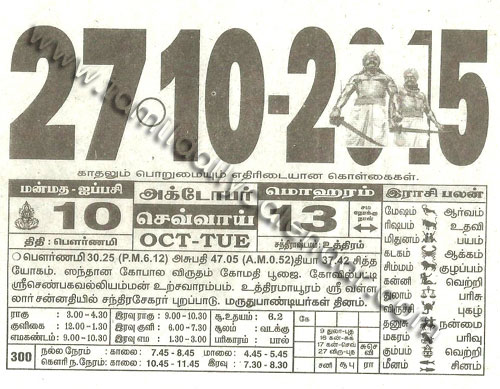 27-10-2015
காதலும் பொறுமையும் எதிரிடையான கொள்கைகள்.
மன்மத - ஐப்பசி அக்டோபர் மொஹரம் இராசி பலன்
10 செவ்வாய் 13 சம நோக்கு நாள்
திதி : பௌர்ணமி OCT-TUE சந்திராஷ்டமம் : உத்திரம்
பௌர்ணமி 30.25 (P.M.6.12) அசுபதி 47.05 (A.M.0.52) 37.42 சித்த
யோகம். ஸந்தான கோபால விருதம் கோமதி பூஜை. கோவில்பட்டி
ஸ்ரீசெண்பகவல்லியம்மன் உற்சவாரம்பம். உத்திரமாயூரம் ஸ்ரீ வள்ள
லார் சன்னதியில் சந்திரசேகரர் புறப்பாடு. மருதுபாண்டியர்கள் தினம்.
மேஷம் ஆர்வம்
ரிஷபம் உதவி
மிதுனம் பயம்
கடகம் ஆக்கம்
சிம்மம் குழப்பம்
கன்னி வெற்றி
துலாம் பரிசு
புகழ்
தனுசு நன்மை
மகரம் பரிவு
கும்பம் வெற்றி
மீனம் சினம்
ராகு : 3.00 - 4.30 இரவு ராகு : 9.00 - 10.30 சூ.உதயம் : 6.2
குளிகை : 12.00 - 1.30 இரவு குளி : 6.00 - 7.30 சூலம் : வடக்கு
எமகண்டம் : 9.00 - 10.30 இரவு எம : 12.00 - 1.30 பரிகாரம் : பால்
300 நல்ல நேரம் : காலை : 7.45 - 8.45 மாலை : 4.45 - 5.45
கௌரி ந. நேரம் : காலை : 10.45 - 11.45 இரவு : 7.30 - 8.30
கே
செ
சனி சூ பு ரா